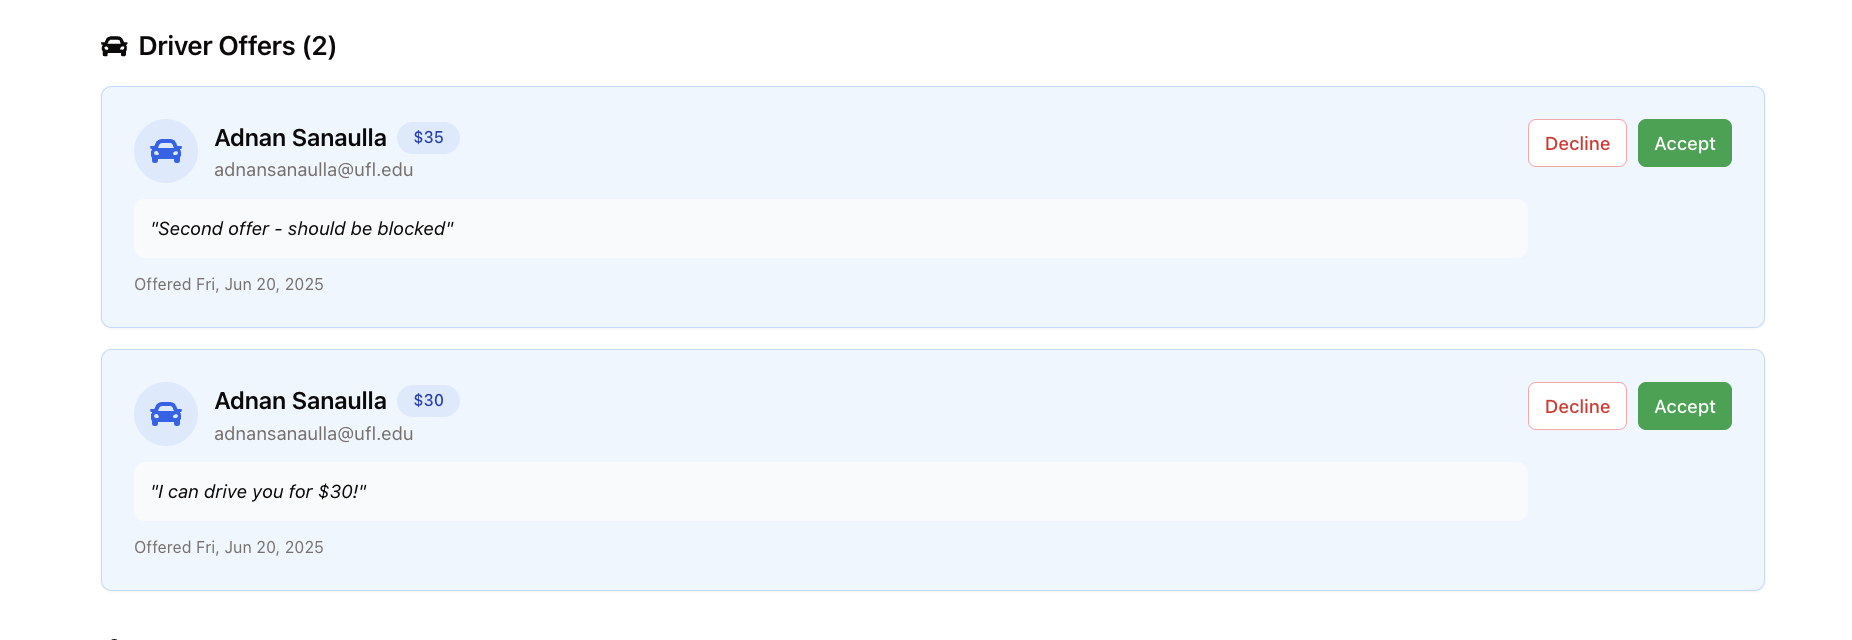 Driver Offers (2)
Adnan Sanaulla $35
adnansanaulla@ufl.edu
Decline Accept
"Second offer - should be blocked"
Offered Fri, Jun 20, 2025
Adnan Sanaulla $30
adnansanaulla@ufl.edu
Decline Accept
"I can drive you for $30!"
Offered Fri, Jun 20, 2025